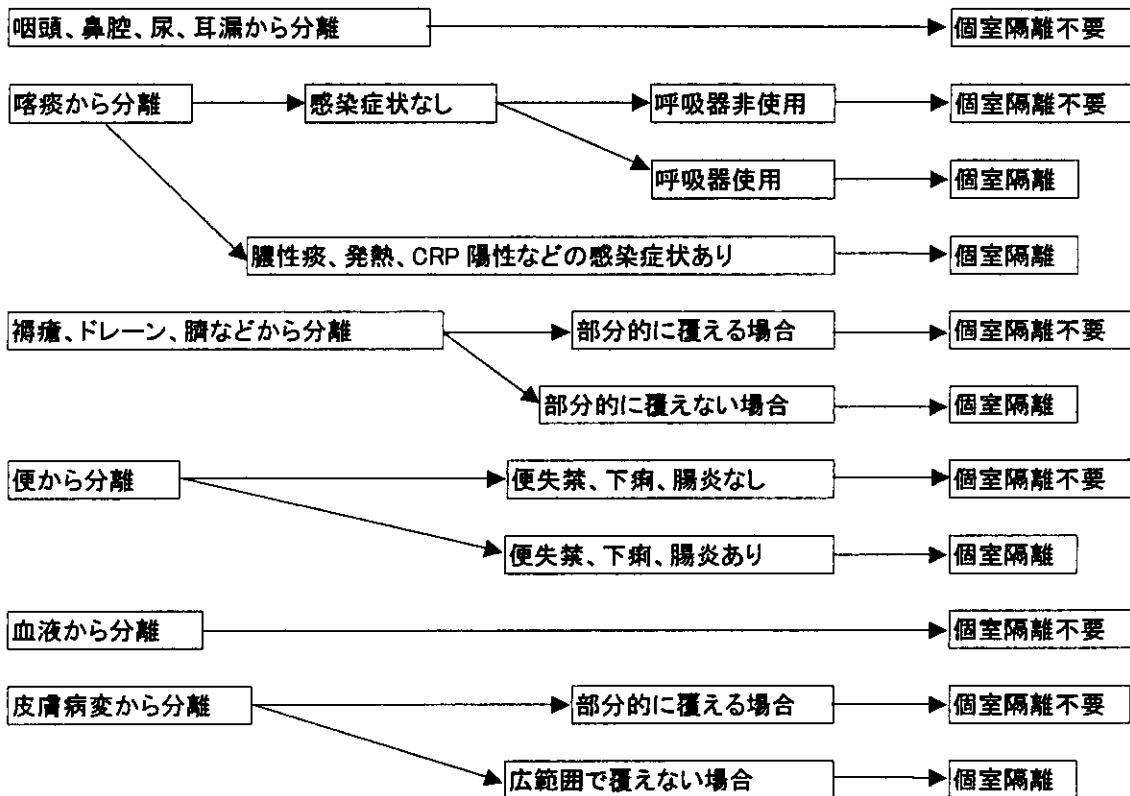 咽頭、鼻腔、尿、耳漏から分離 個室隔離不要
喀痰から分離 感染症状なし 呼吸器非使用 個室隔離不要
呼吸器使用 個室隔離
膿性痰、発熱、CRP 陽性などの感染症状あり 個室隔離
褥瘡、ドレーン、臍などから分離 部分的に覆える場合 個室隔離不要
部分的に覆えない場合 個室隔離
便から分離 便失禁、下痢、腸炎なし 個室隔離不要
便失禁、下痢、腸炎あり 個室隔離
血液から分離 個室隔離不要
皮膚病変から分離 部分的に覆える場合 個室隔離不要
広範囲で覆えない場合 個室隔離